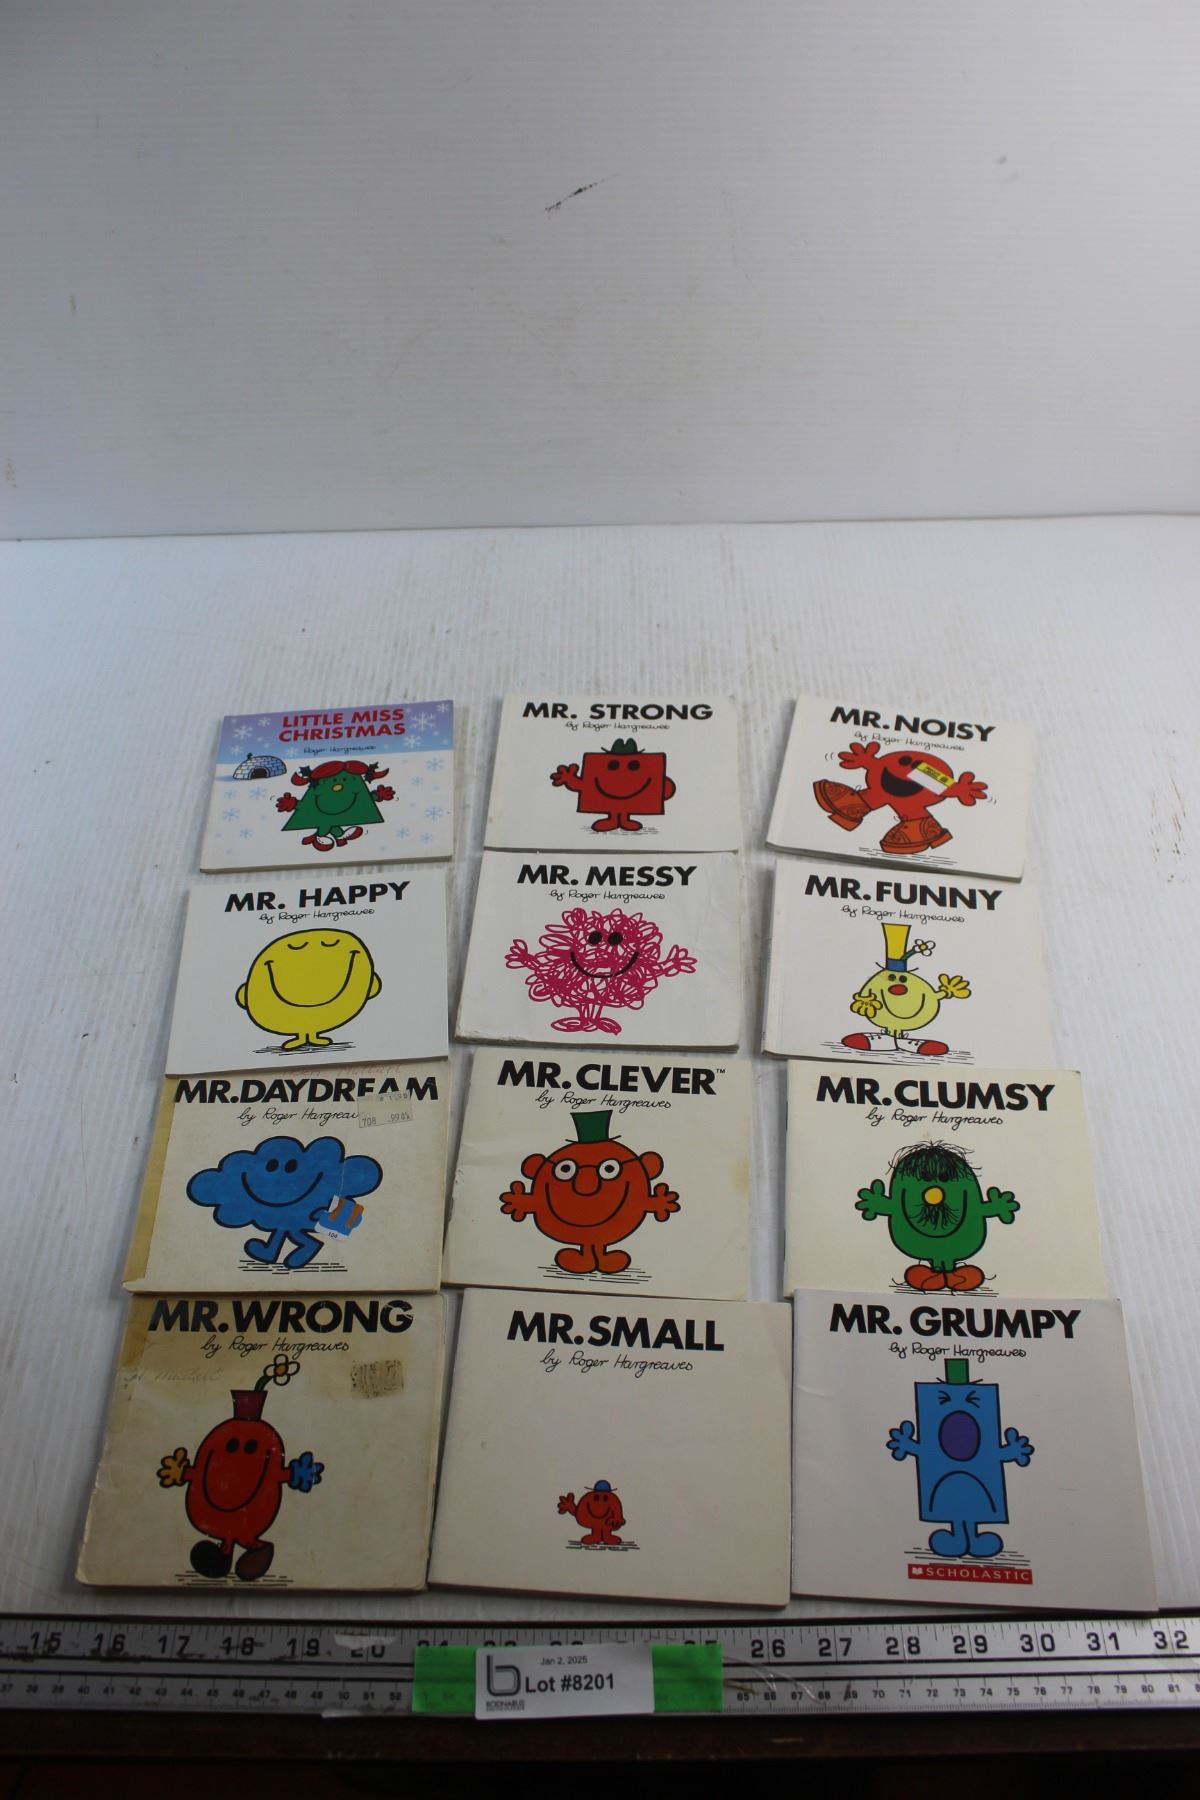 LITTLE MISS
CHRISTMAS
Roger Hargreaves
MR. STRONG
by Roger Hargreaves
MR. NOISY
by Roger Hargreaves
MR. HAPPY
by Roger Hargreaves
MR. MESSY
by Roger Hargreaves
MR. FUNNY
by Roger Hargreaves
MR. DAYDREAM
by Roger Hargreaves
708 .99¢
MR. CLEVER™
by Roger Hargreaves
MR. CLUMSY
by Roger Hargreaves
MR. WRONG
by Roger Hargreaves
MR. SMALL
by Roger Hargreaves
MR. GRUMPY
by Roger Hargreaves
SCHOLASTIC
15 16 17 18 19 20 26 27 28 29 30 31 32
Jan 2, 2025
Lot #8201
BODNARUS